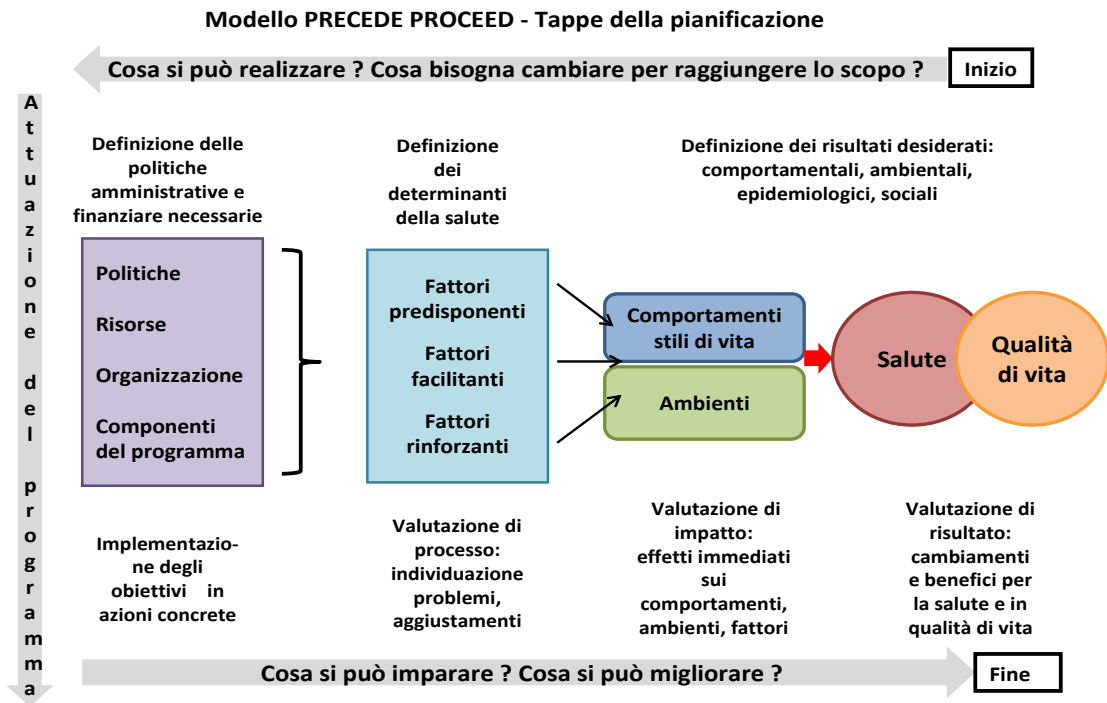 Modello PRECEDE PROCEED - Tappe della pianificazione
Cosa si può realizzare ? Cosa bisogna cambiare per raggiungere lo scopo ?
Inizio
Attuazione del programma
Definizione delle
politiche
amministrative e
finanziare necessarie
Definizione
dei
determinanti
della salute
Definizione dei risultati desiderati:
comportamentali, ambientali,
epidemiologici, sociali
Politiche
Risorse
Organizzazione
Componenti
del programma
Fattori
predisponenti
Fattori
facilitanti
Fattori
rinforzanti
Comportamenti
stili di vita
Ambienti
Salute
Qualità
di vita
Implementazio-
ne degli
obiettivi in
azioni concrete
Valutazione di
processo:
individuazione
problemi,
aggiustamenti
Valutazione di
impatto:
effetti immediati
sui
comportamenti,
ambienti, fattori
Valutazione di
risultato:
cambiamenti
e benefici per
la salute e in
qualità di vita
Cosa si può imparare ? Cosa si può migliorare ?
Fine